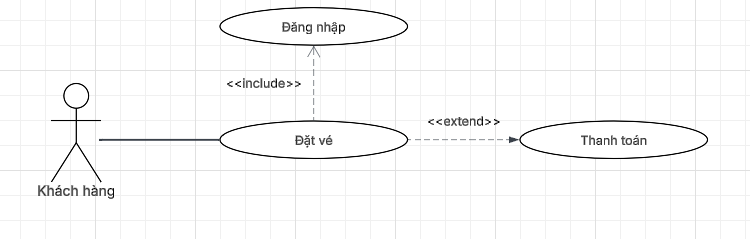 Đăng nhập
<<include>>
<<extend>>
Đặt vé
Thanh toán
Khách hàng